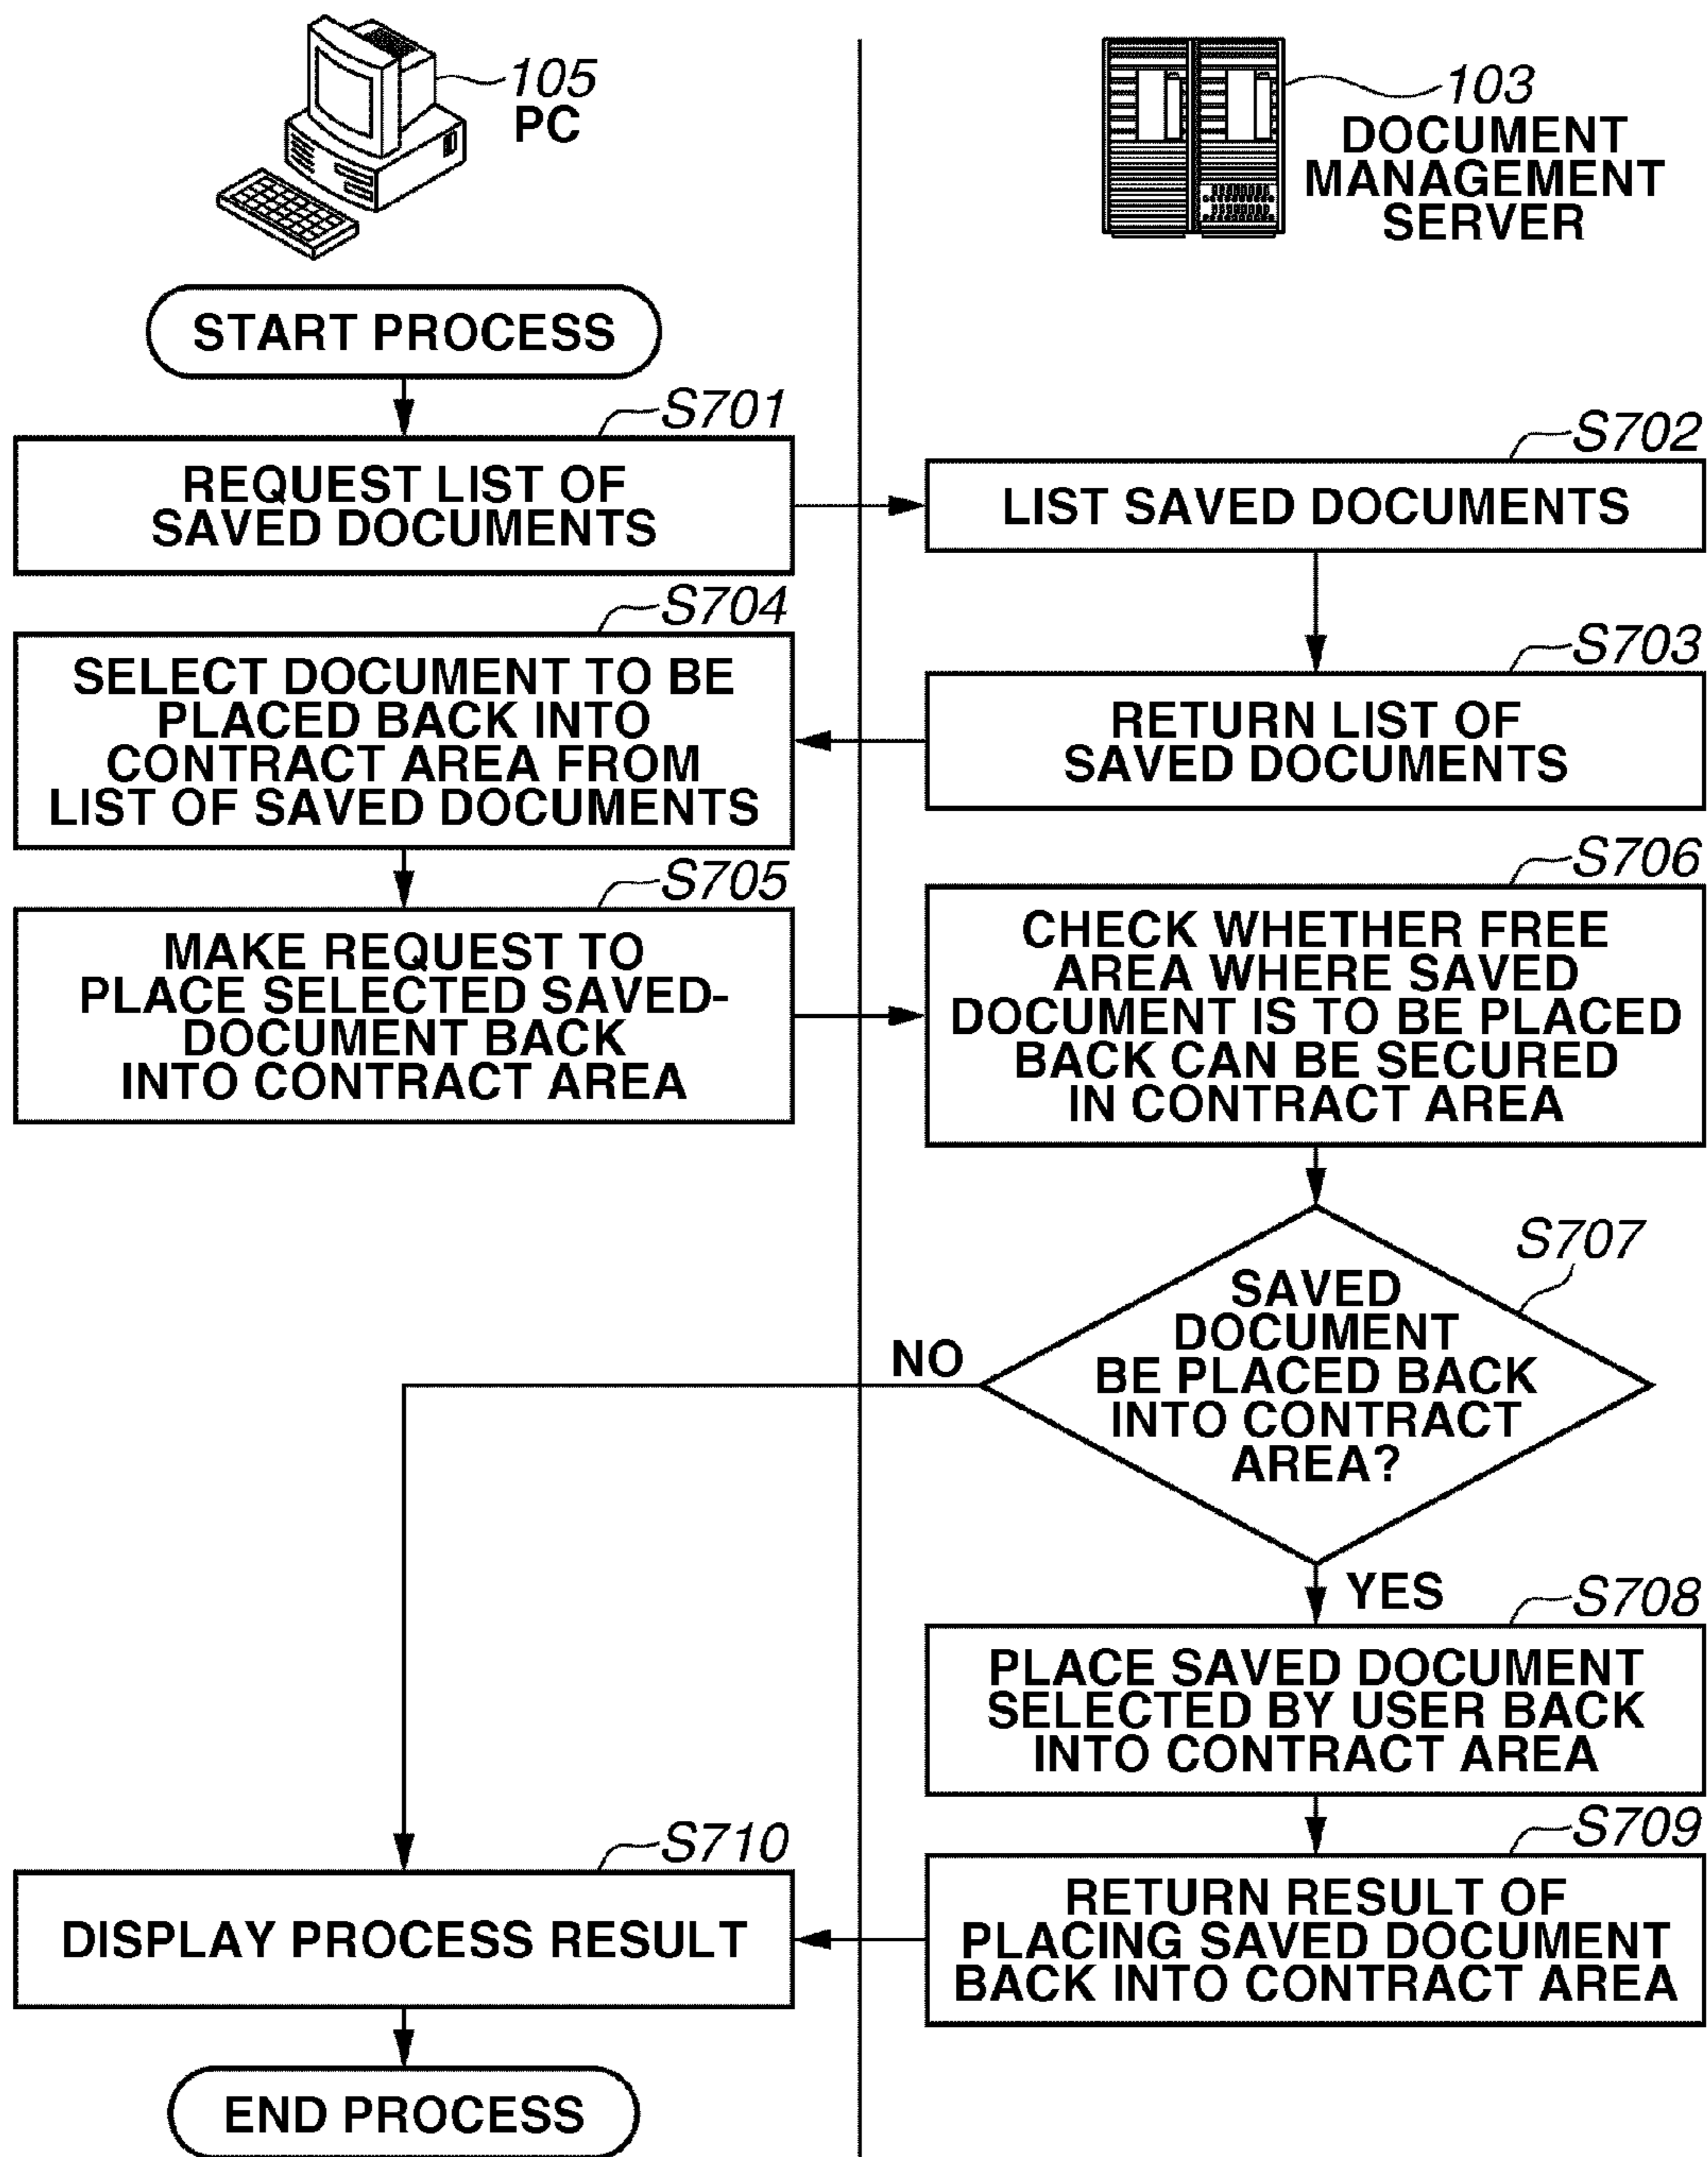 105
PC
103
DOCUMENT
MANAGEMENT
SERVER
START PROCESS
S701
REQUEST LIST OF
SAVED DOCUMENTS
S702
LIST SAVED DOCUMENTS
S703
RETURN LIST OF
SAVED DOCUMENTS
S704
SELECT DOCUMENT TO BE
PLACED BACK INTO
CONTRACT AREA FROM
LIST OF SAVED DOCUMENTS
S705
MAKE REQUEST TO
PLACE SELECTED SAVED-
DOCUMENT BACK
INTO CONTRACT AREA
S706
CHECK WHETHER FREE
AREA WHERE SAVED
DOCUMENT IS TO BE PLACED
BACK CAN BE SECURED
IN CONTRACT AREA
S707
SAVED
DOCUMENT
BE PLACED BACK
INTO CONTRACT
AREA?
NO
YES
S708
PLACE SAVED DOCUMENT
SELECTED BY USER BACK
INTO CONTRACT AREA
S709
RETURN RESULT OF
PLACING SAVED DOCUMENT
BACK INTO CONTRACT AREA
S710
DISPLAY PROCESS RESULT
END PROCESS